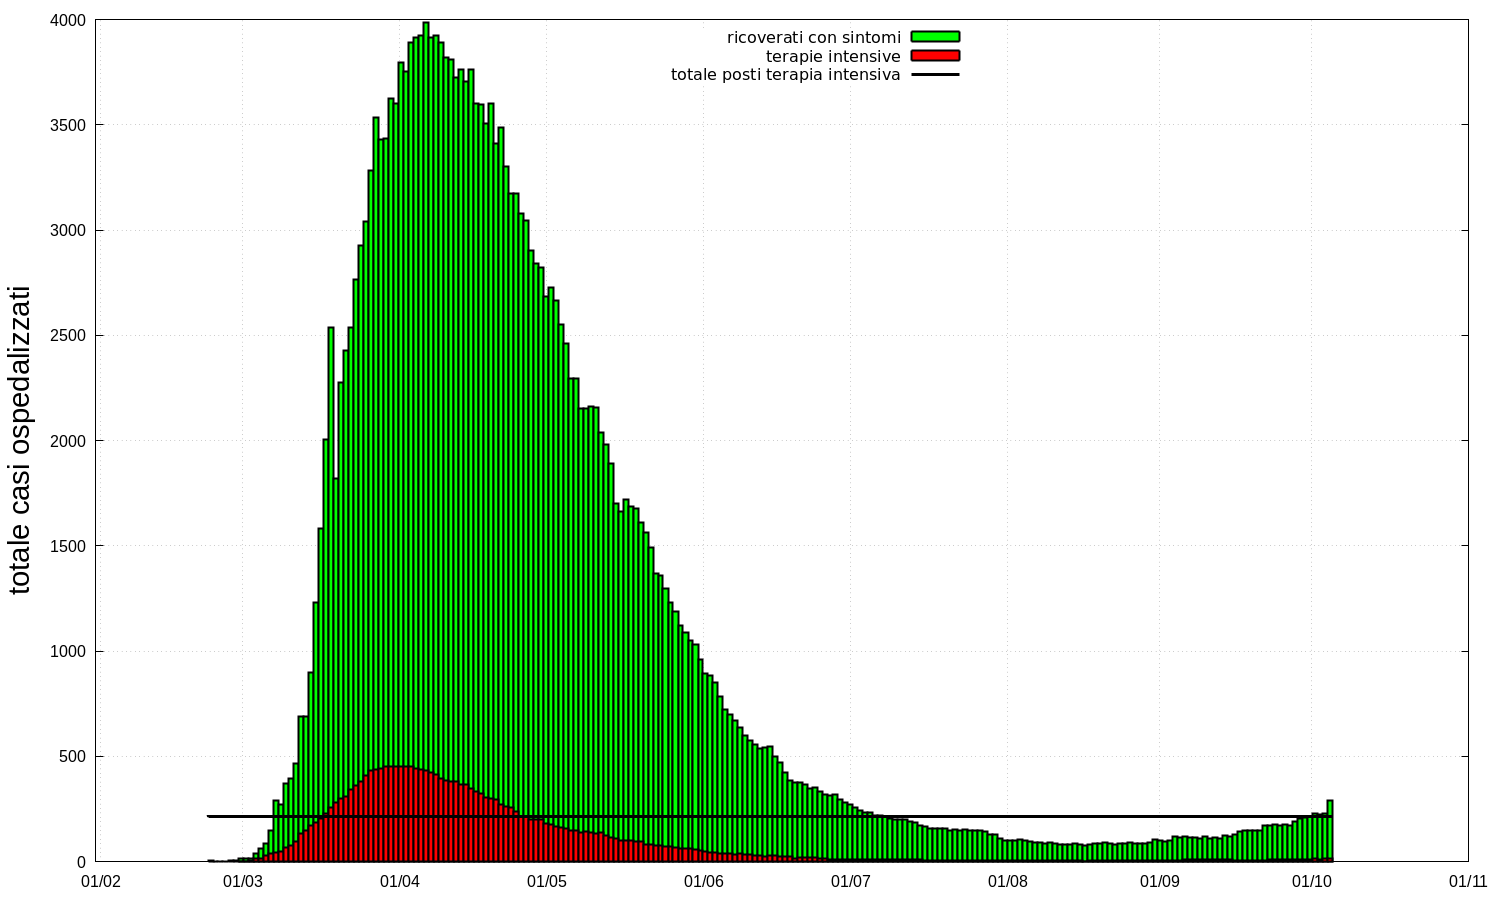 ricoverati con sintomi
terapie intensive
totale posti terapia intensiva
totale casi ospedalizzati
4000
3500
3000
2500
2000
1500
1000
500
0
01/02 01/03 01/04 01/05 01/06 01/07 01/08 01/09 01/10 01/11